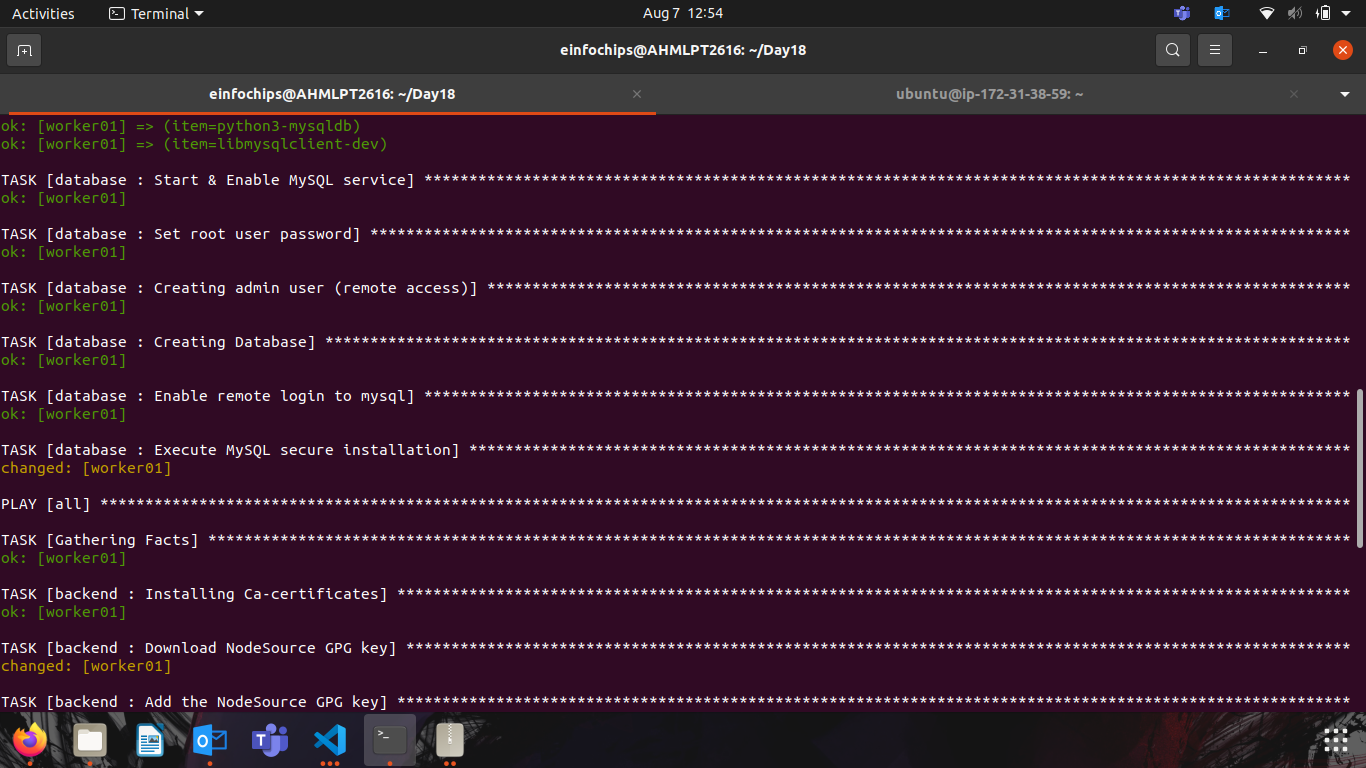 Activities Terminal Aug 7 12:54
einfochips@AHMLPT2616: ~/Day18
einfochips@AHMLPT2616: ~/Day18 ubuntu@ip-172-31-38-59: ~
ok: [worker01] => (item=python3-mysqldb)
ok: [worker01] => (item=libmysqlclient-dev)
TASK [database : Start & Enable MySQL service] *******************************************************************************************************
ok: [worker01]
TASK [database : Set root user password] *************************************************************************************************************
ok: [worker01]
TASK [database : Creating admin user (remote access)] ************************************************************************************************
ok: [worker01]
TASK [database : Creating Database] ******************************************************************************************************************
ok: [worker01]
TASK [database : Enable remote login to mysql] *******************************************************************************************************
ok: [worker01]
TASK [database : Execute MySQL secure installation] **************************************************************************************************
changed: [worker01]
PLAY [all] *******************************************************************************************************************************************
TASK [Gathering Facts] *******************************************************************************************************************************
ok: [worker01]
TASK [backend : Installing Ca-certificates] **********************************************************************************************************
ok: [worker01]
TASK [backend : Download NodeSource GPG key] *********************************************************************************************************
changed: [worker01]
TASK [backend : Add the NodeSource GPG key] **********************************************************************************************************